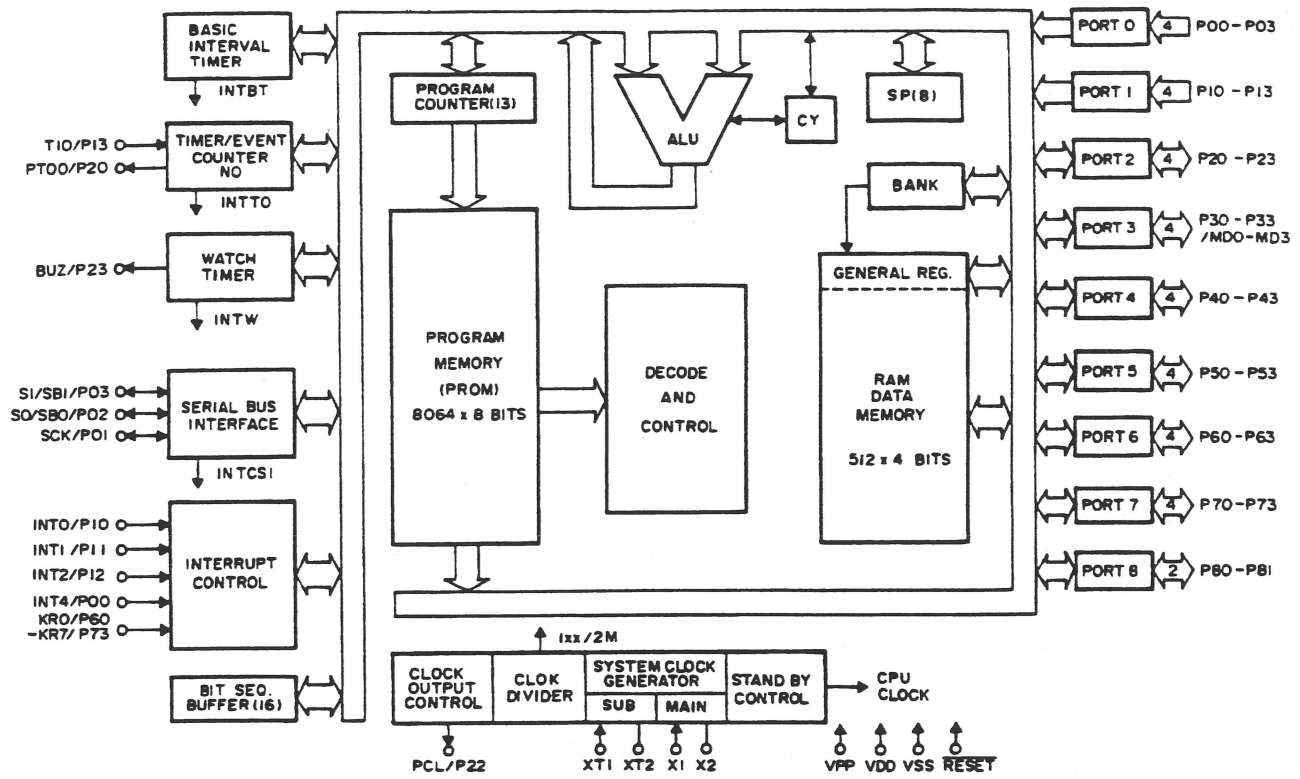 BASIC
INTERVAL
TIMER
INTBT
TI0/P13
PTO0/P20
TIMER/EVENT
COUNTER
NO
INTTO
BUZ/P23
WATCH
TIMER
INTW
SI/SBI/P03
SO/SBO/P02
SCK/P01
SERIAL BUS
INTERFACE
INTCSI
INT0/P10
INT1/P11
INT2/P12
INT4/P00
KR0/P60
-KR7/P73
INTERRUPT
CONTROL
BIT SEQ.
BUFFER(16)
PROGRAM
COUNTER(13)
ALU
CY
SP(8)
BANK
PROGRAM
MEMORY
(PROM)
8064 x 8 BITS
DECODE
AND
CONTROL
GENERAL REG.
RAM
DATA
MEMORY
512 x 4 BITS
1xx/2M
CLOCK
OUTPUT
CONTROL
CLOK
DIVIDER
SYSTEM CLOCK
GENERATOR
SUB
MAIN
STAND BY
CONTROL
CPU
CLOCK
PCL/P22
XT1 XT2 X1 X2
VPP VDD VSS RESET
PORT 0 4 P00-P03
PORT 1 4 P10-P13
PORT 2 4 P20-P23
PORT 3 4 P30-P33
/MD0-MD3
PORT 4 4 P40-P43
PORT 5 4 P50-P53
PORT 6 4 P60-P63
PORT 7 4 P70-P73
PORT 8 2 P80-P81